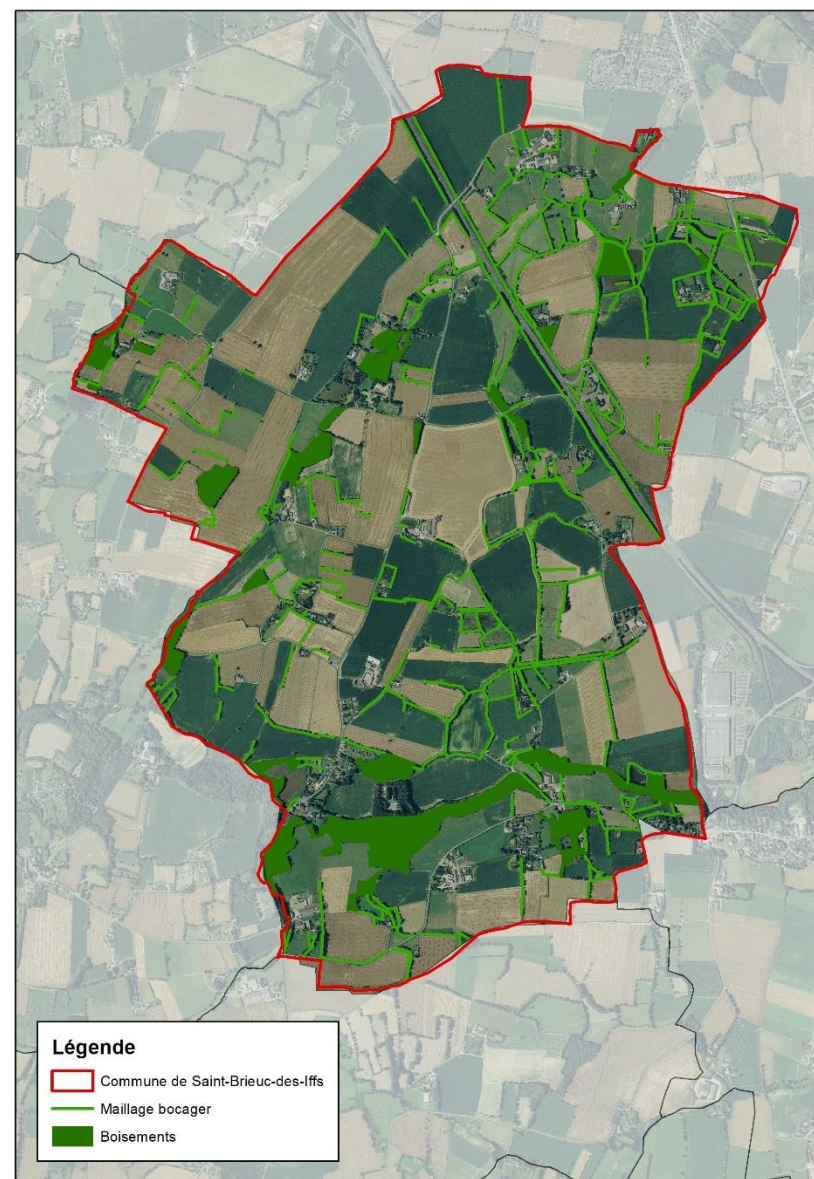 Légende
Commune de Saint-Brieuc-des-Iffs
Maillage bocager
Boisements